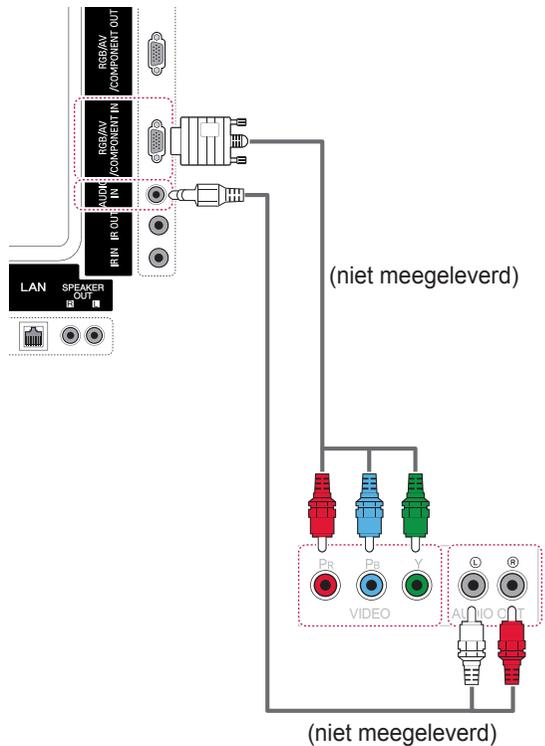 RGB/AV
/COMPONENT OUT
RGB/AV
/COMPONENT IN
AUDIO
IN
IR OUT
IR IN
LAN
SPEAKER
OUT
R L
(niet meegeleverd)
PR PB Y
VIDEO
L R
AUDIO OUT
(niet meegeleverd)